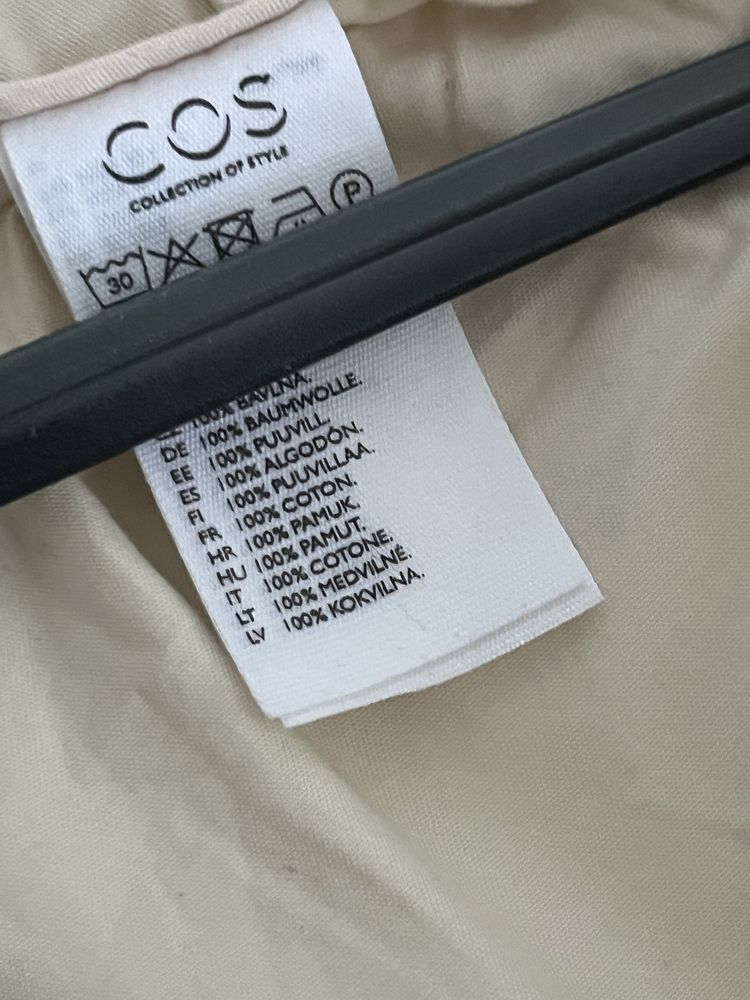 COS
COLLECTION OF STYLE
30 P
100% BAVLNA.
DE 100% BAUMWOLLE.
EE 100% PUUVILL.
ES 100% ALGODÓN.
FI 100% PUUVILLAA.
FR 100% COTON.
HR 100% PAMUK.
HU 100% PAMUT.
IT 100% COTONE.
LT 100% MEDVILNĖ.
LV 100% KOKVILNA.